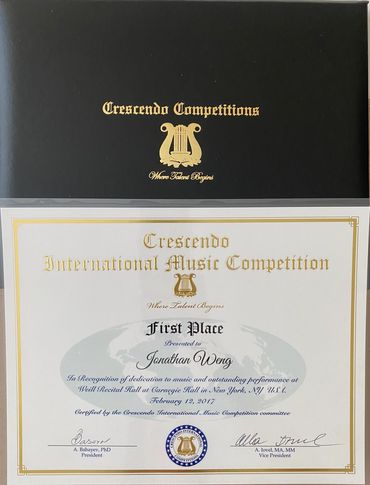 Crescendo Competitions
Where Talent Begins
Crescendo
International Music Competition
Where Talent Begins
First Place
Presented to
Jonathan Weng
In Recognition of dedication to music and outstanding performance at
Weill Recital Hall at Carnegie Hall in New York, NY U.S.A.
February 12, 2017
Certified by the Crescendo International Music Competition committee
A. Babayev, PhD
President
A. Iovel, MA, MM
Vice President